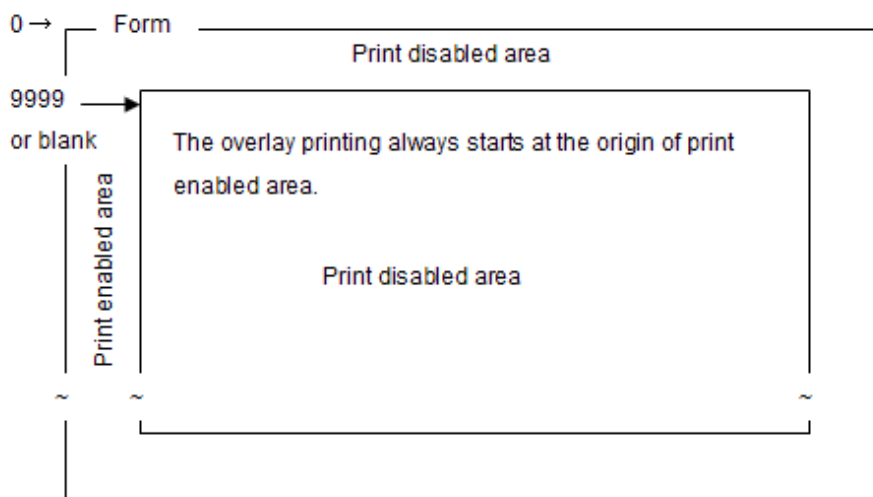 0 → Form
Print disabled area
9999
or blank
The overlay printing always starts at the origin of print
enabled area.
Print enabled area
Print disabled area
~ ~ ~